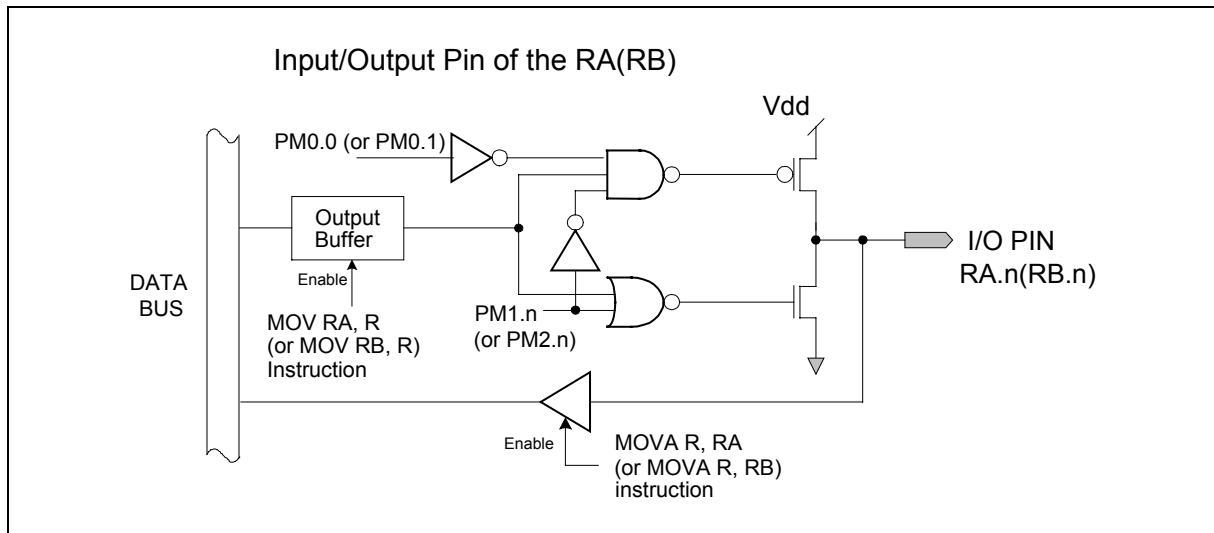 Input/Output Pin of the RA(RB)
Vdd
PM0.0 (or PM0.1)
Output
Buffer
Enable
DATA
BUS
MOV RA, R
(or MOV RB, R)
Instruction
PM1.n
(or PM2.n)
I/O PIN
RA.n(RB.n)
Enable
MOVA R, RA
(or MOVA R, RB)
instruction